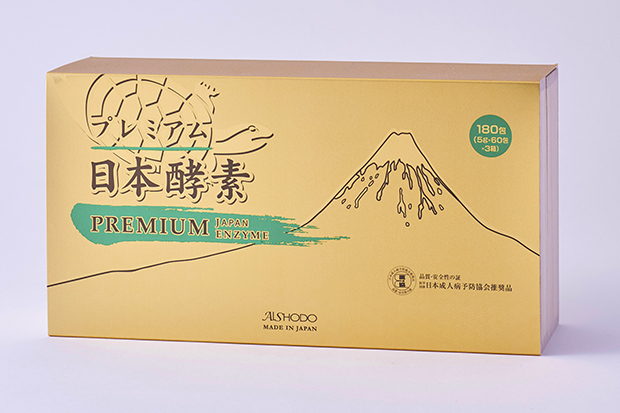 プレミアム
日本酵素
PREMIUM JAPAN ENZYME
180包
(5g×60包
×3箱)
品質・安全性の証
日本成人病予防協会推奨品
AISHODO
MADE IN JAPAN